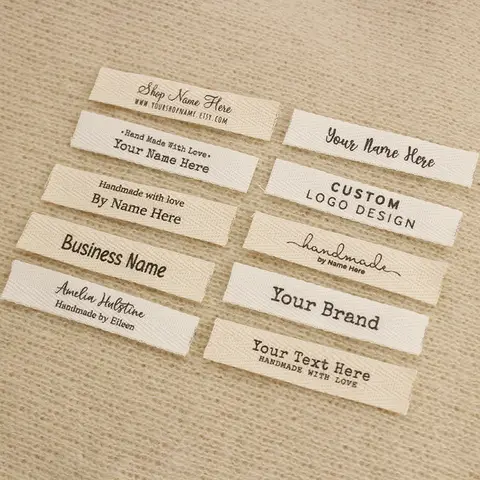 Shop Name Here
WWW.YOURSHOPNAME.ETSY.COM
•Hand Made With Love•
Your Name Here
Handmade with love
By Name Here
Business Name
Amelia Hulstine
Handmade by Eileen
Your Name Here
CUSTOM
LOGO DESIGN
handmade
by Name Here
Your Brand
Your Text Here
HANDMADE WITH LOVE